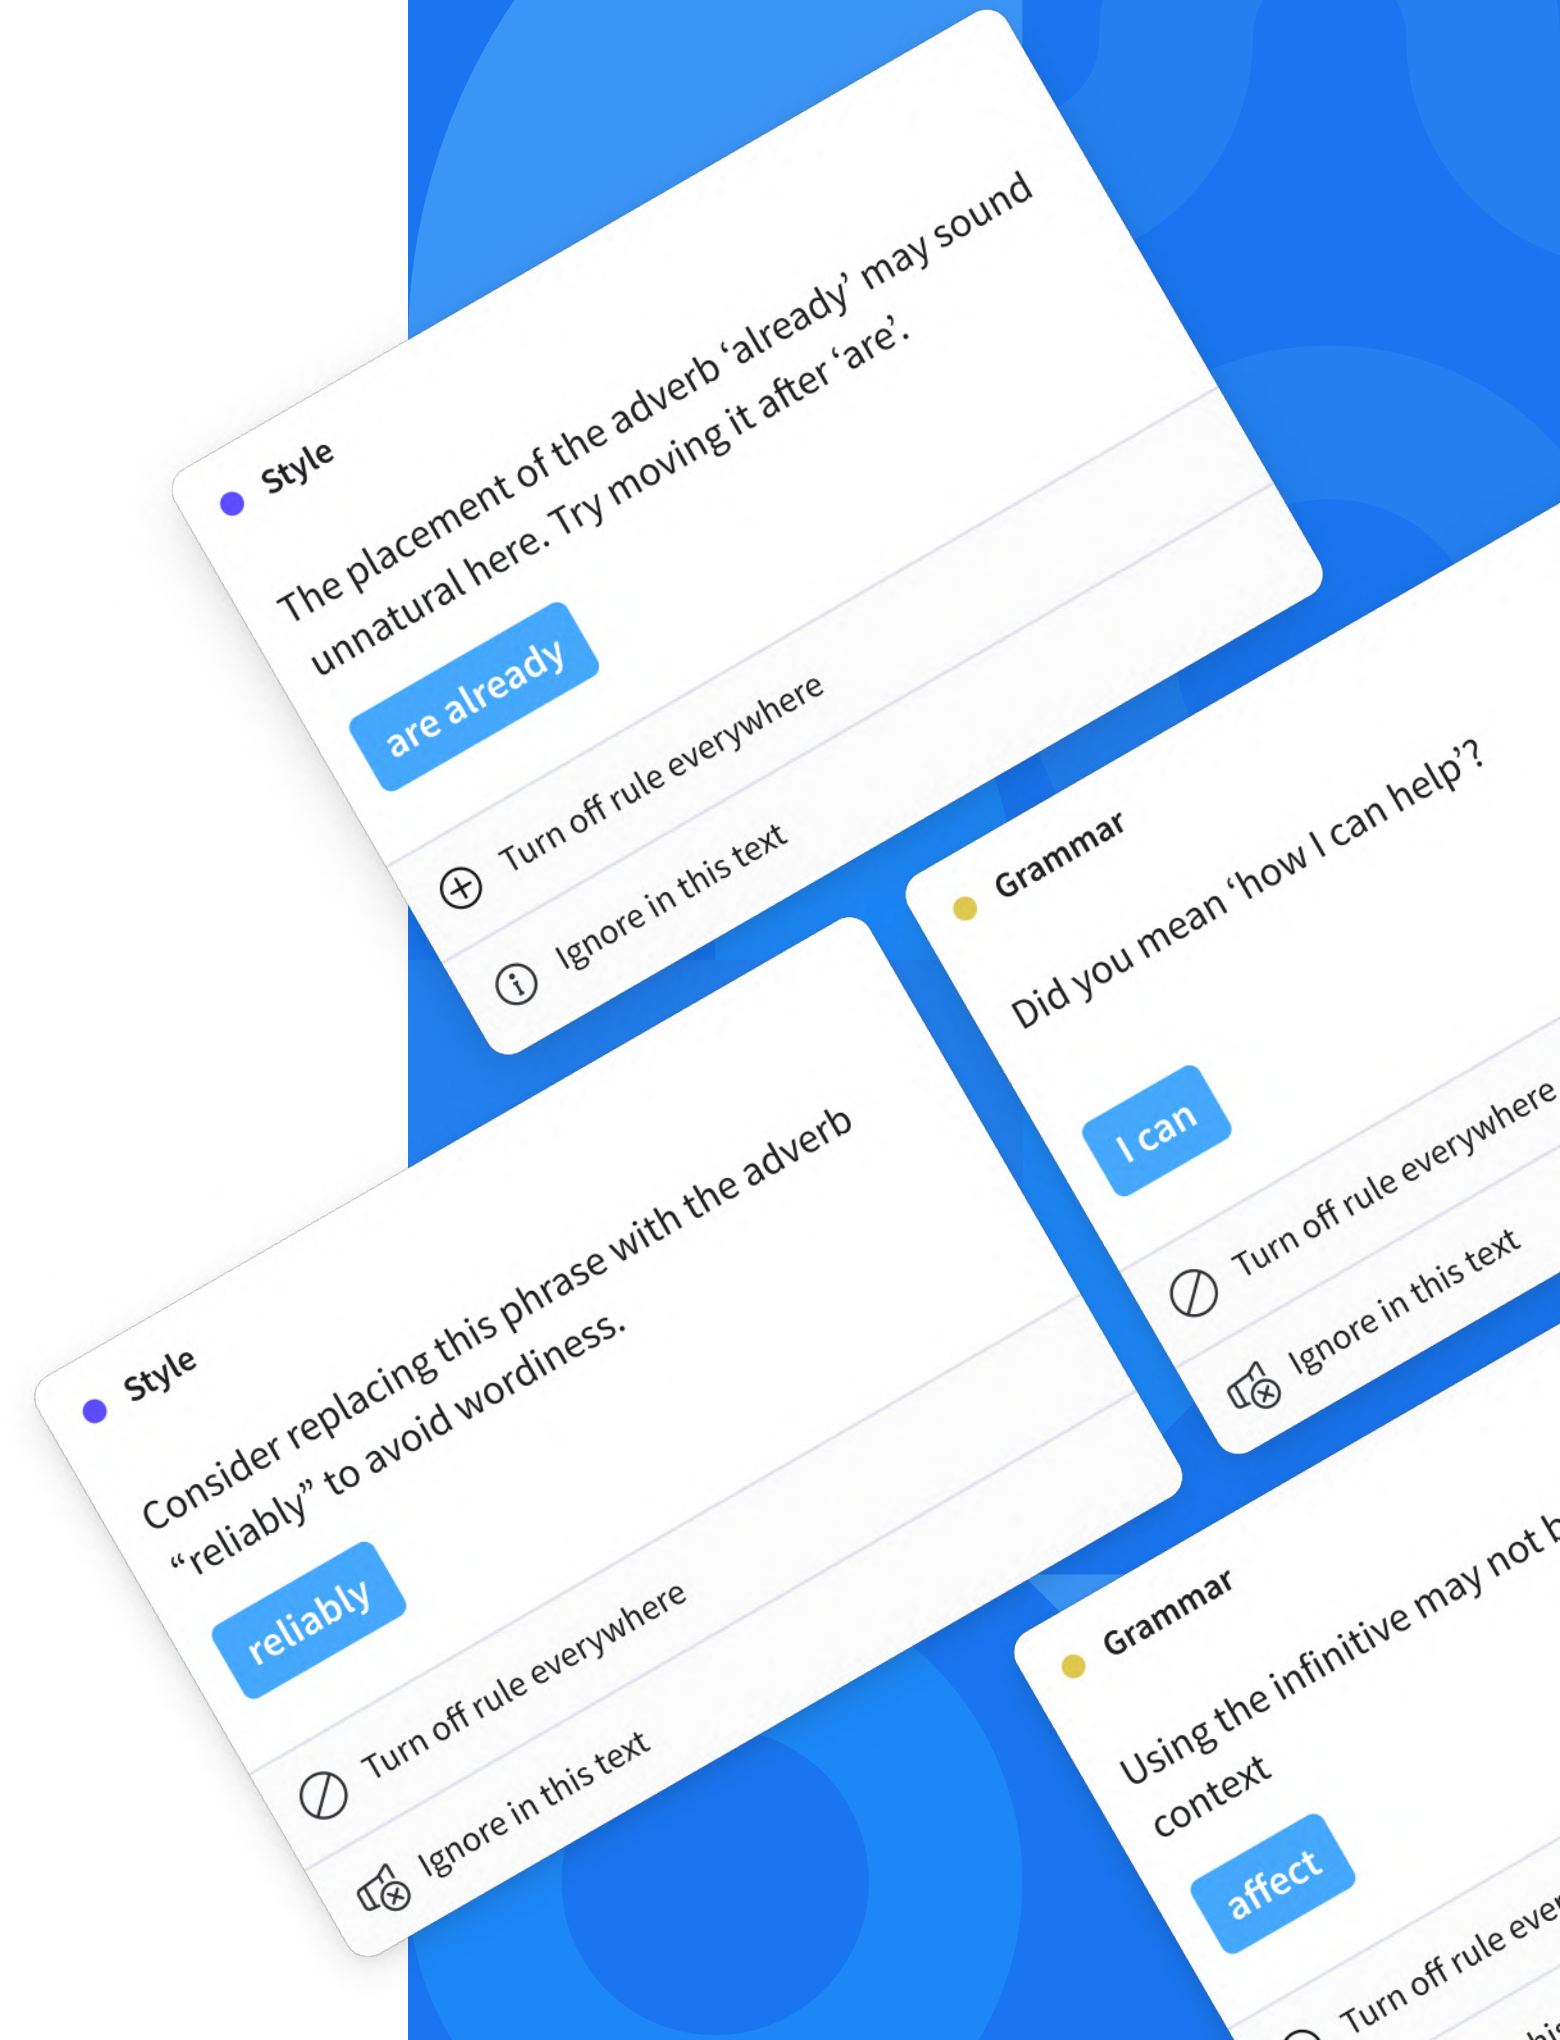 Style
The placement of the adverb ‘already’ may sound
unnatural here. Try moving it after ‘are’.
are already
Turn off rule everywhere
Ignore in this text
Grammar
Did you mean ‘how I can help’?
I can
Turn off rule everywhere
Ignore in this text
Style
Consider replacing this phrase with the adverb
“reliably” to avoid wordiness.
reliably
Turn off rule everywhere
Ignore in this text
Grammar
Using the infinitive may not
context
affect
Turn off rule